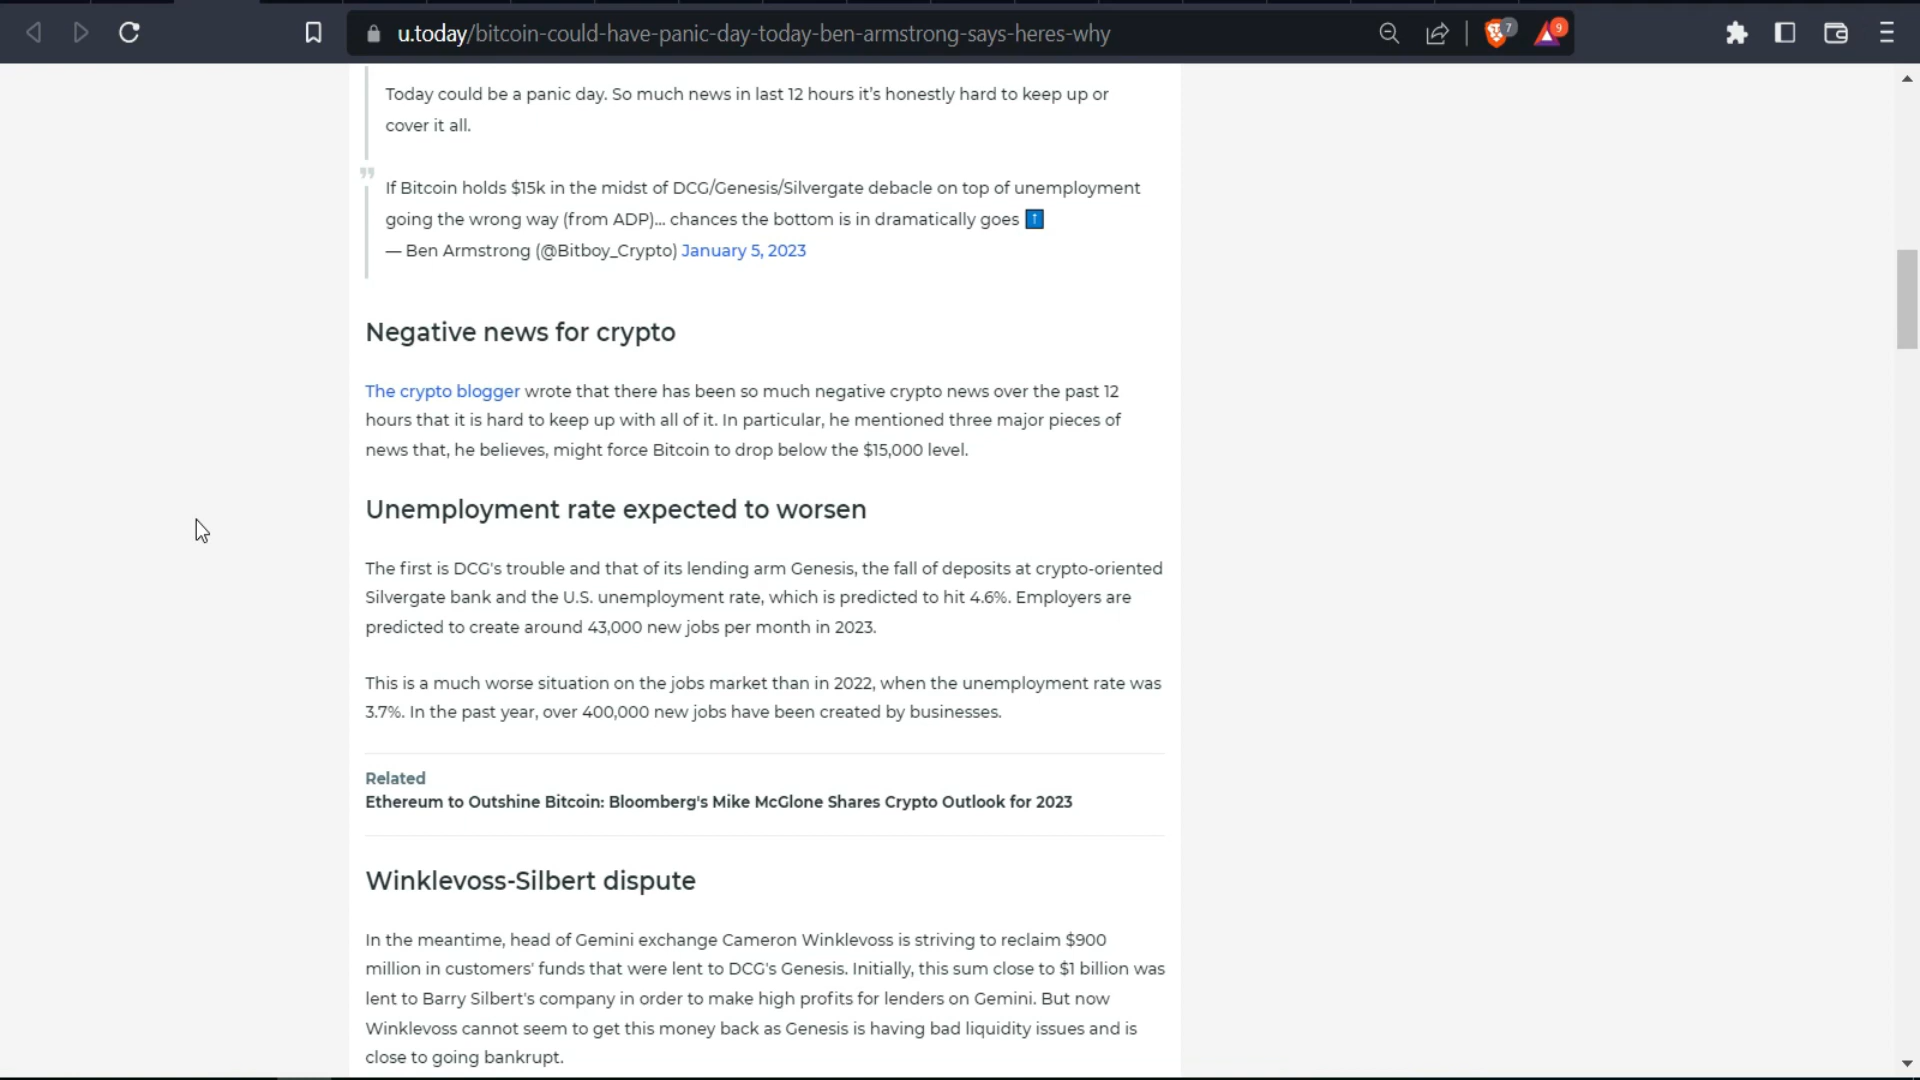 u.today/bitcoin-could-have-panic-day-today-ben-armstrong-says-heres-why
7
9
Today could be a panic day. So much news in last 12 hours it’s honestly hard to keep up or
cover it all.
If Bitcoin holds $15k in the midst of DCG/Genesis/Silvergate debacle on top of unemployment
going the wrong way (from ADP)... chances the bottom is in dramatically goes ⬆️
— Ben Armstrong (@Bitboy_Crypto) January 5, 2023
Negative news for crypto
The crypto blogger wrote that there has been so much negative crypto news over the past 12
hours that it is hard to keep up with all of it. In particular, he mentioned three major pieces of
news that, he believes, might force Bitcoin to drop below the $15,000 level.
Unemployment rate expected to worsen
The first is DCG's trouble and that of its lending arm Genesis, the fall of deposits at crypto-oriented
Silvergate bank and the U.S. unemployment rate, which is predicted to hit 4.6%. Employers are
predicted to create around 43,000 new jobs per month in 2023.
This is a much worse situation on the jobs market than in 2022, when the unemployment rate was
3.7%. In the past year, over 400,000 new jobs have been created by businesses.
Related
Ethereum to Outshine Bitcoin: Bloomberg's Mike McGlone Shares Crypto Outlook for 2023
Winklevoss-Silbert dispute
In the meantime, head of Gemini exchange Cameron Winklevoss is striving to reclaim $900
million in customers' funds that were lent to DCG's Genesis. Initially, this sum close to $1 billion was
lent to Barry Silbert's company in order to make high profits for lenders on Gemini. But now
Winklevoss cannot seem to get this money back as Genesis is having bad liquidity issues and is
close to going bankrupt.